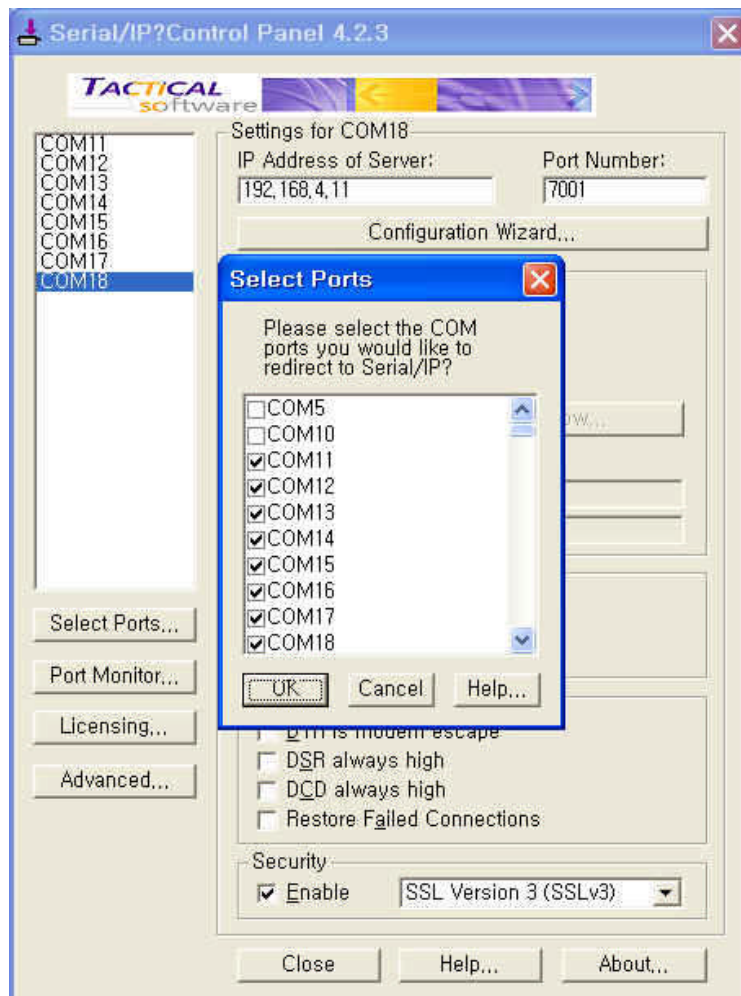 Serial/IP?Control Panel 4.2.3
TACTICAL
software
COM11
COM12
COM13
COM14
COM15
COM16
COM17
COM18
Select Ports...
Port Monitor...
Licensing...
Advanced...
Settings for COM18
IP Address of Server:
Port Number:
192,168,4,11
7001
Configuration Wizard...
Select Ports
Please select the COM
ports you would like to
redirect to Serial/IP?
COM5
COM10
COM11
COM12
COM13
COM14
COM15
COM16
COM17
COM18
OK
Cancel
Help...
DTR is modem escape
DSR always high
DCD always high
Restore Failed Connections
Security
Enable
SSL Version 3 (SSLv3)
Close
Help...
About...